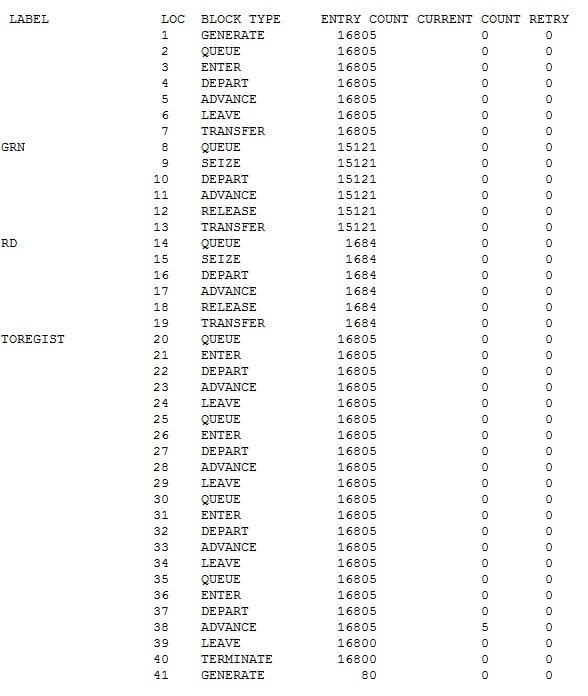 LABEL LOC BLOCK TYPE ENTRY COUNT CURRENT COUNT RETRY
1 GENERATE 16805 0 0
2 QUEUE 16805 0 0
3 ENTER 16805 0 0
4 DEPART 16805 0 0
5 ADVANCE 16805 0 0
6 LEAVE 16805 0 0
7 TRANSFER 16805 0 0
GRN 8 QUEUE 15121 0 0
9 SEIZE 15121 0 0
10 DEPART 15121 0 0
11 ADVANCE 15121 0 0
12 RELEASE 15121 0 0
13 TRANSFER 15121 0 0
RD 14 QUEUE 1684 0 0
15 SEIZE 1684 0 0
16 DEPART 1684 0 0
17 ADVANCE 1684 0 0
18 RELEASE 1684 0 0
19 TRANSFER 1684 0 0
TOREGIST 20 QUEUE 16805 0 0
21 ENTER 16805 0 0
22 DEPART 16805 0 0
23 ADVANCE 16805 0 0
24 LEAVE 16805 0 0
25 QUEUE 16805 0 0
26 ENTER 16805 0 0
27 DEPART 16805 0 0
28 ADVANCE 16805 0 0
29 LEAVE 16805 0 0
30 QUEUE 16805 0 0
31 ENTER 16805 0 0
32 DEPART 16805 0 0
33 ADVANCE 16805 0 0
34 LEAVE 16805 0 0
35 QUEUE 16805 0 0
36 ENTER 16805 0 0
37 DEPART 16805 0 0
38 ADVANCE 16805 5 0
39 LEAVE 16800 0 0
40 TERMINATE 16800 0 0
41 GENERATE 80 0 0